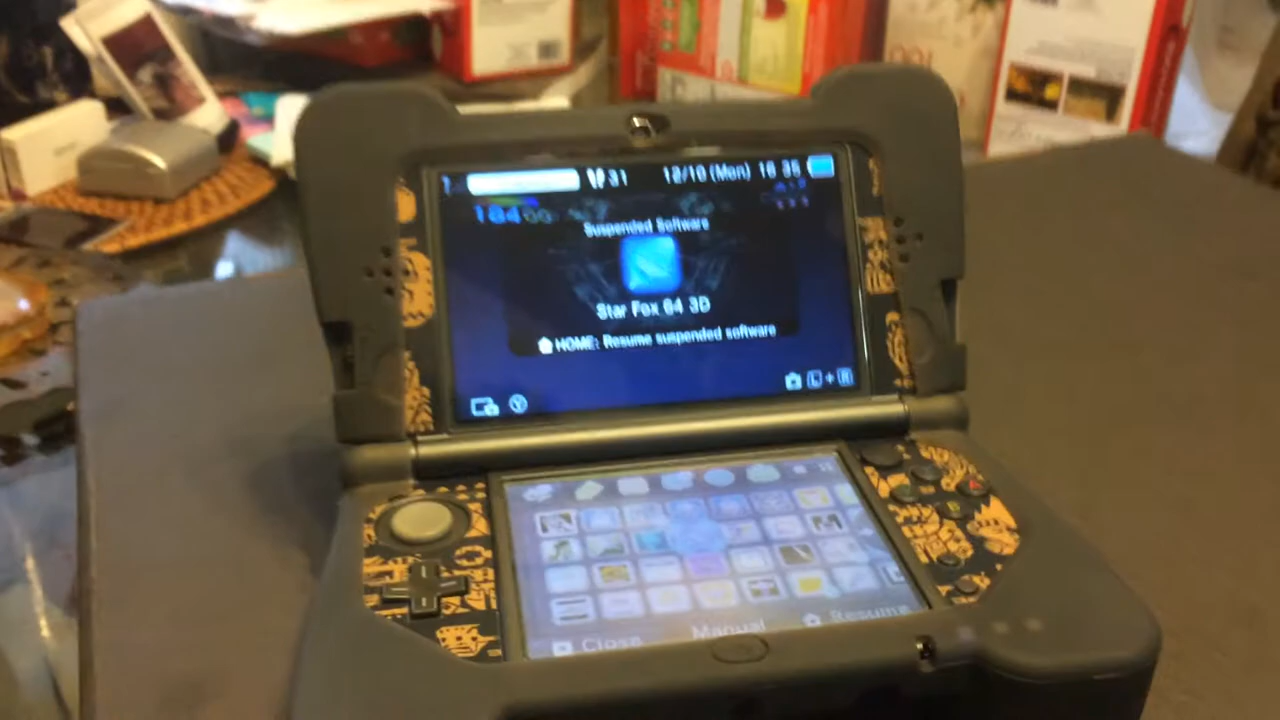 31 12/10 (Mon) 16 35
184
Suspended Software
Star Fox 64 3D
HOME: Resume suspended software
Y
L + R
Close Manual Resume